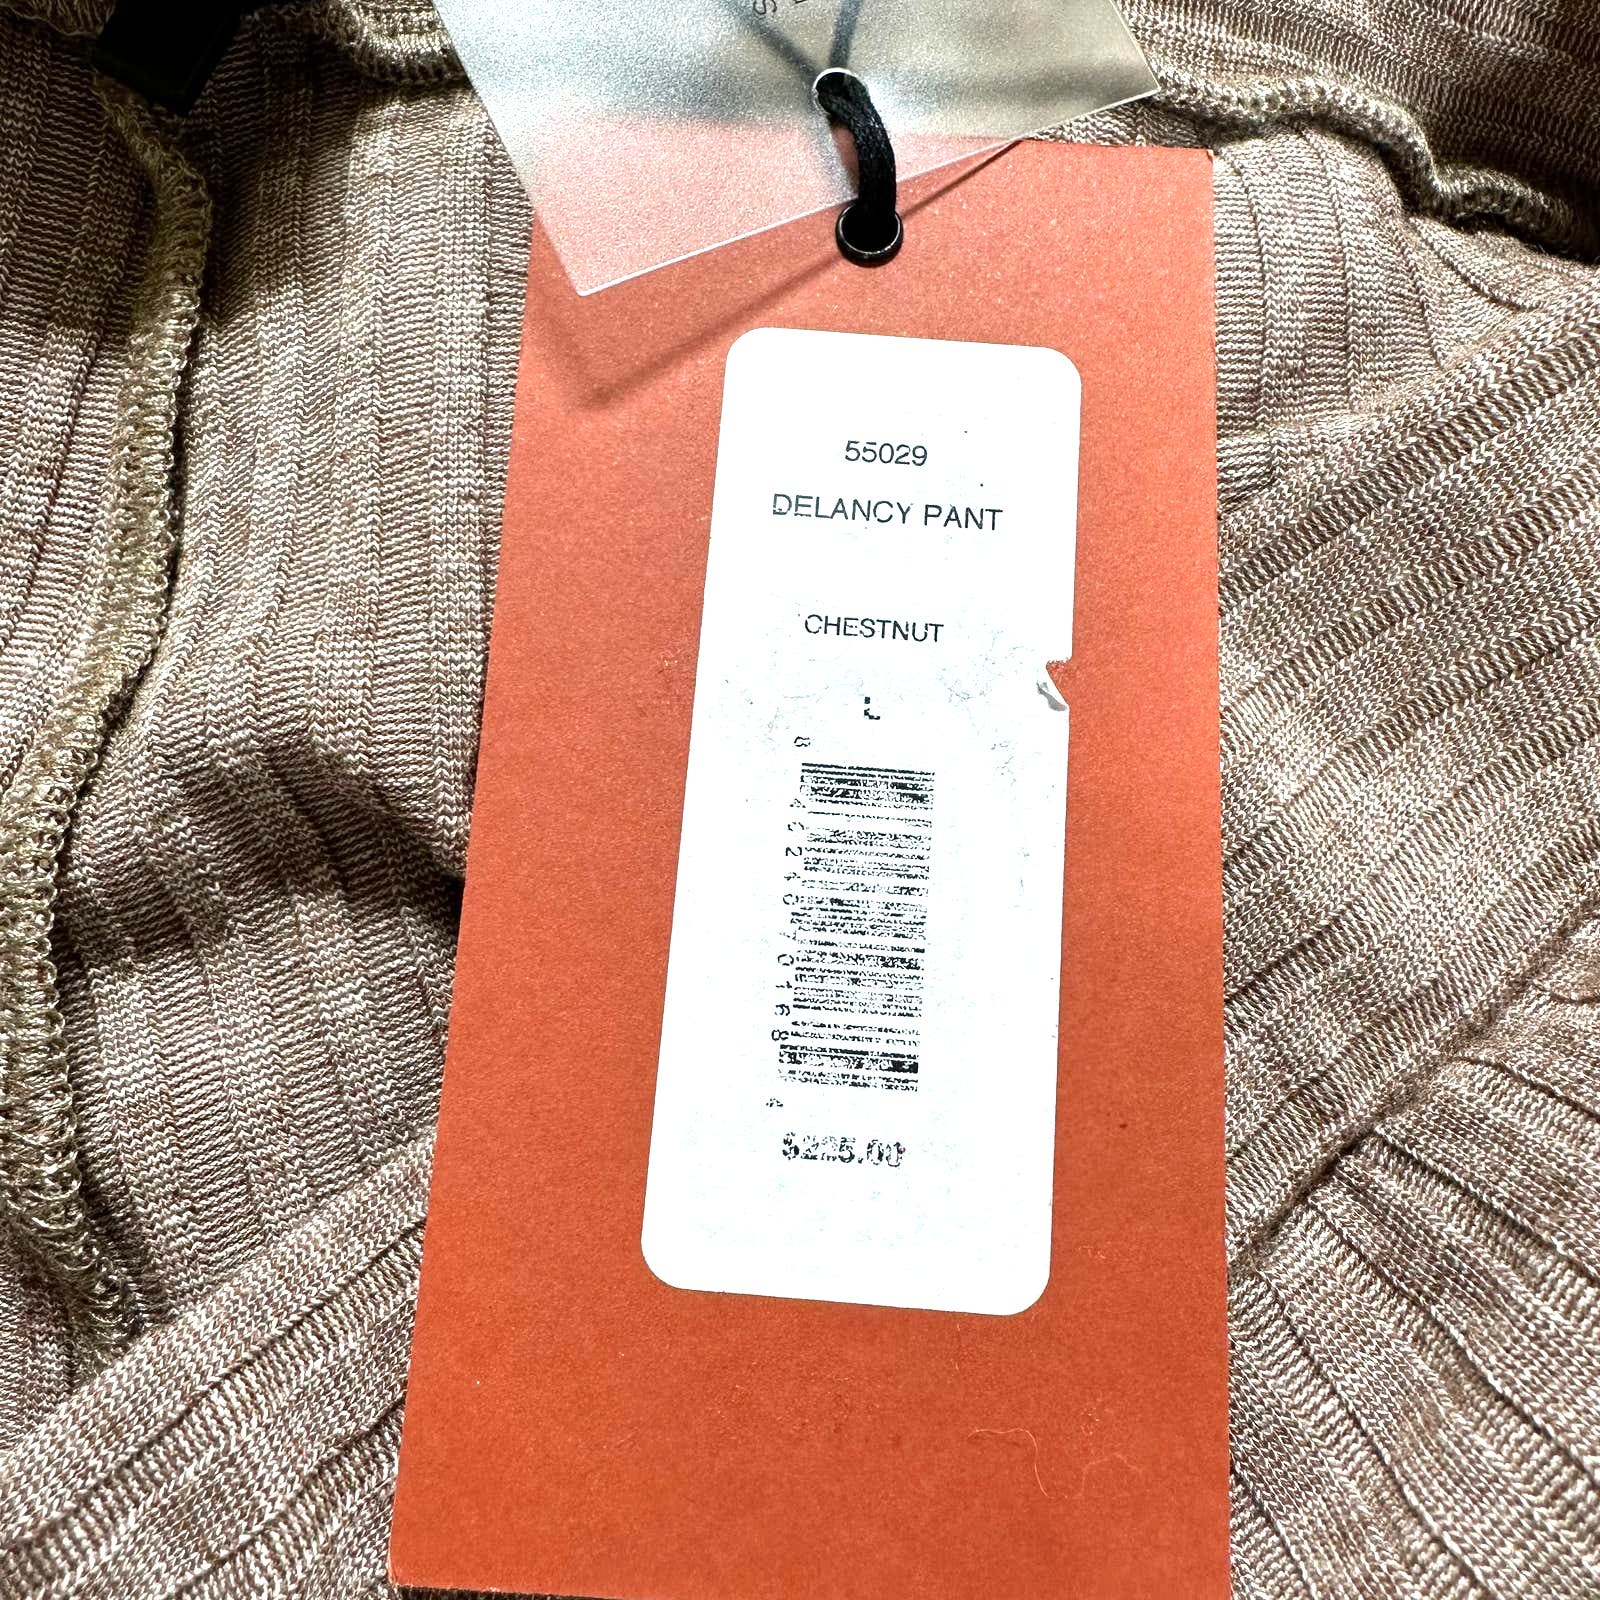 55029
DELANCY PANT
CHESTNUT
L
$225.00